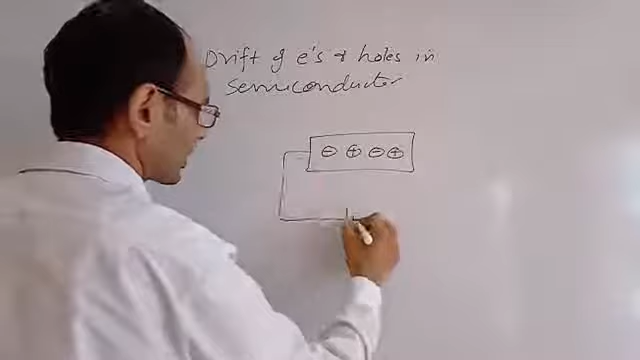 Drift of e's & holes in
semiconductor
⊖ ⊕ ⊖ ⊕